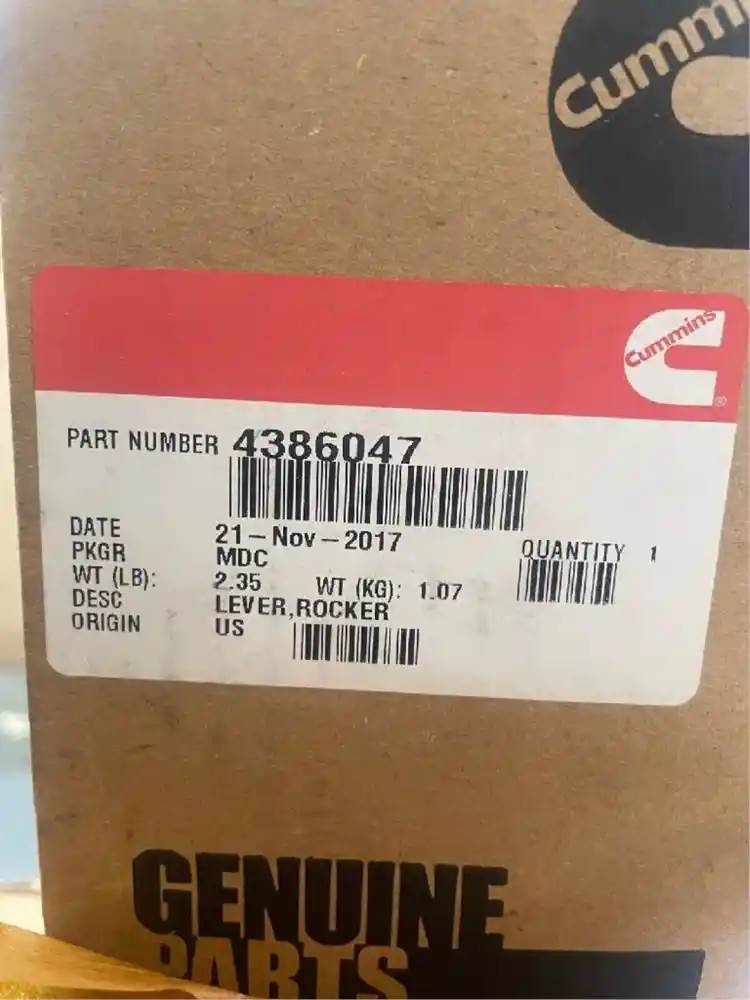 Cummins
PART NUMBER 4386047
DATE 21-Nov-2017
QUANTITY 1
PKGR MDC
WT (LB): 2.35 WT (KG): 1.07
DESC LEVER,ROCKER
ORIGIN US
GENUINE
PARTS